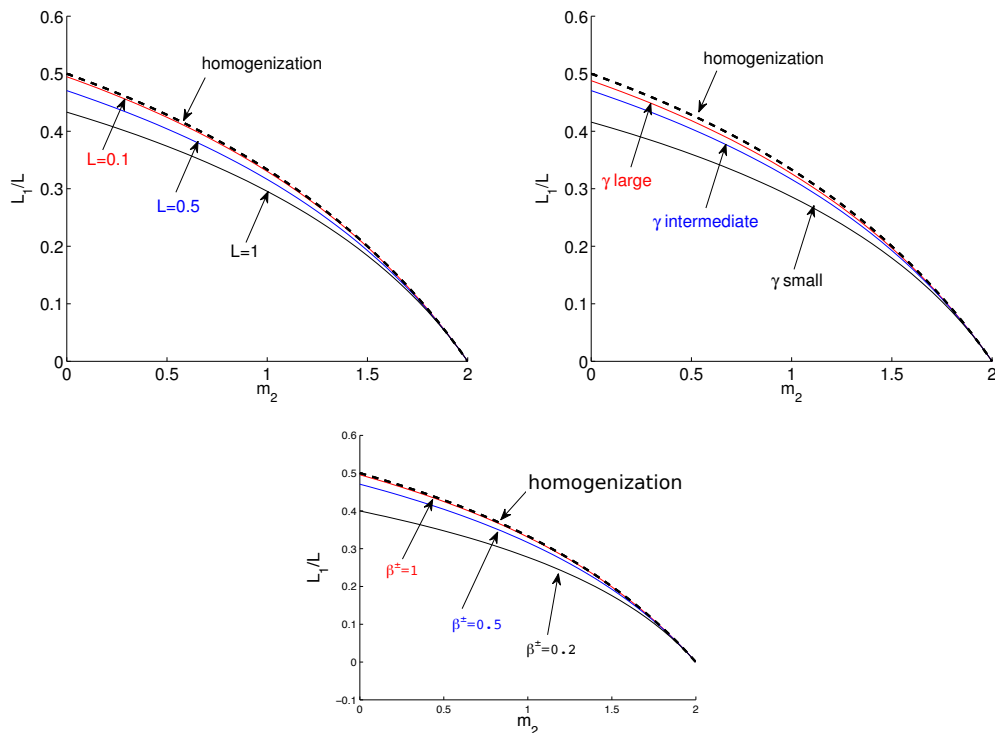 0.6
0.5
0.4
0.3
0.2
0.1
0
L₁/L
homogenization
L=0.1
L=0.5
L=1
0 0.5 1 1.5 2
m₂
0.6
0.5
0.4
0.3
0.2
0.1
0
L₁/L
homogenization
γ large
γ intermediate
γ small
0 0.5 1 1.5 2
m₂
0.6
0.5
0.4
0.3
0.2
0.1
0
−0.1
L₁/L
homogenization
β±=1
β±=0.5
β±=0.2
0 0.5 1 1.5 2
m₂